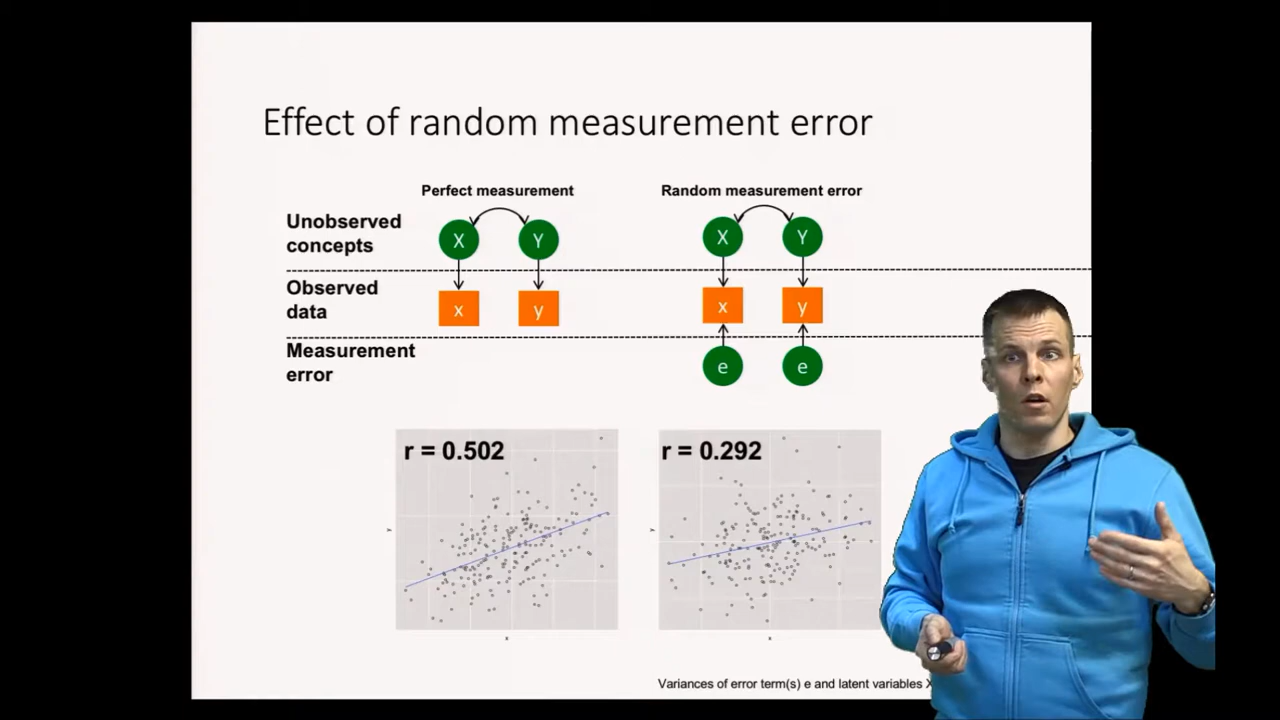 Effect of random measurement error
Perfect measurement
Random measurement error
Unobserved
concepts
X
Y
X
Y
Observed
data
x
y
x
y
Measurement
error
e
e
r = 0.502
r = 0.292
y
x
y
x
Variances of error term(s) e and latent variables X